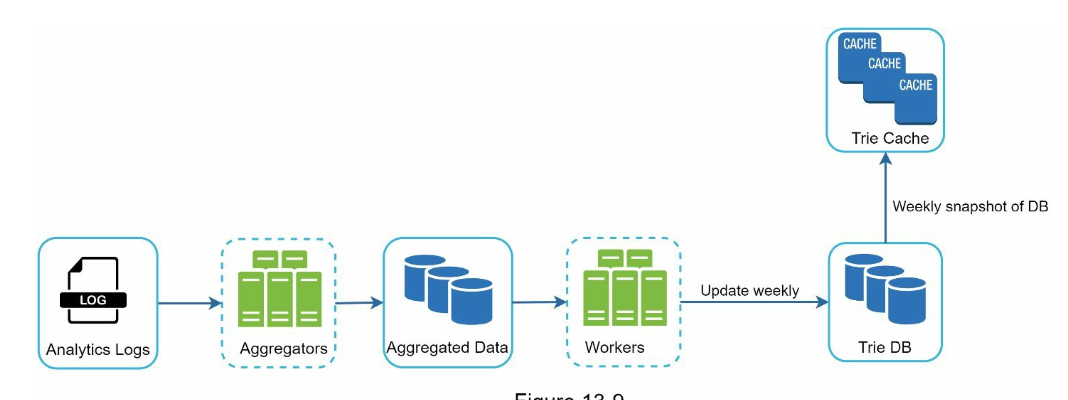 CACHE
CACHE
CACHE
Trie Cache
Weekly snapshot of DB
LOG
Analytics Logs
Aggregators
Aggregated Data
Workers
Update weekly
Trie DB
Figure 13-9